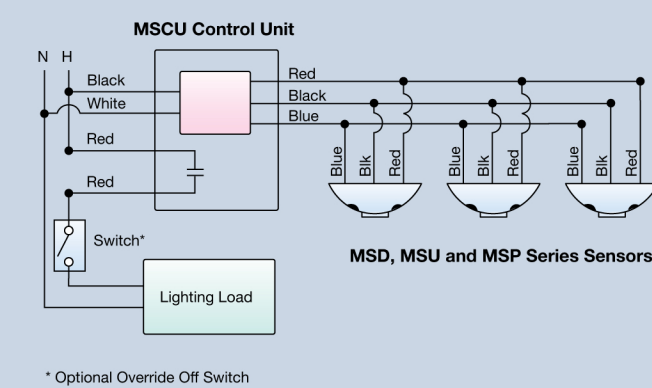 MSCU Control Unit
N H
Black
White
Red
Red
Red
Black
Blue
Blue Blk Red
Blue Blk Red
Blue Blk Red
Switch*
Lighting Load
MSD, MSU and MSP Series Sensors
* Optional Override Off Switch